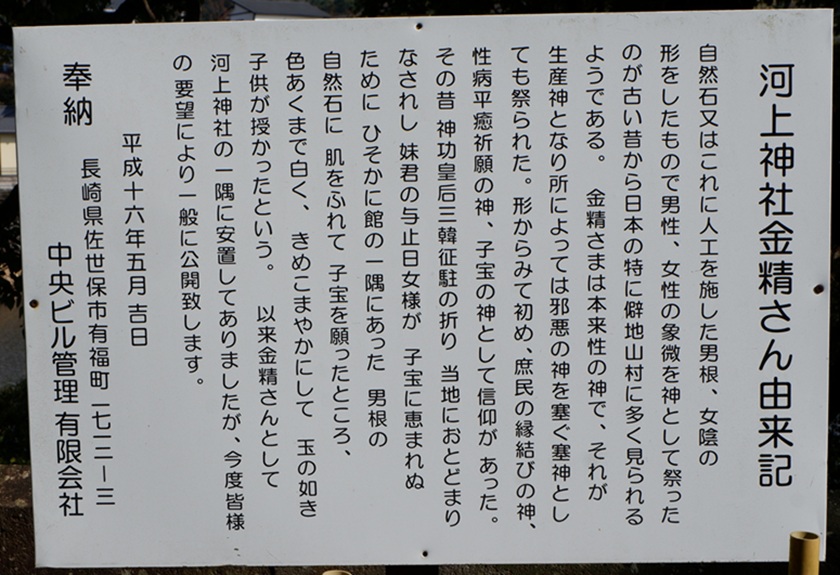 河上神社金精さん由来記
自然石又はこれに人工を施した男根、女陰の
形をしたもので男性、女性の象微を神として祭った
のが古い昔から日本の特に僻地山村に多く見られる
ようである。 金精さまは本来性の神で、それが
生産神となり所によっては邪悪の神を塞ぐ塞神とし
ても祭られた。形からみて初め、庶民の縁結びの神、
性病平癒祈願の神、子宝の神として信仰が あった。
その昔 神功皇后三韓征駐の折り 当地におとどまり
なされし 妹君の与止日女様が 子宝に恵まれぬ
ために ひそかに館の一隅にあった 男根の
自然石に 肌をふれて 子宝を願ったところ、
色あくまで白く、 きめこまやかにして 玉の如き
子供が授かったという。 以来金精さんとして
河上神社の一隅に安置してありましたが、今度皆様
の要望により一般に公開致します。
平成十六年五月 吉日
奉納
長崎県佐世保市有福町一七一二ー三
中央ビル管理 有限会社